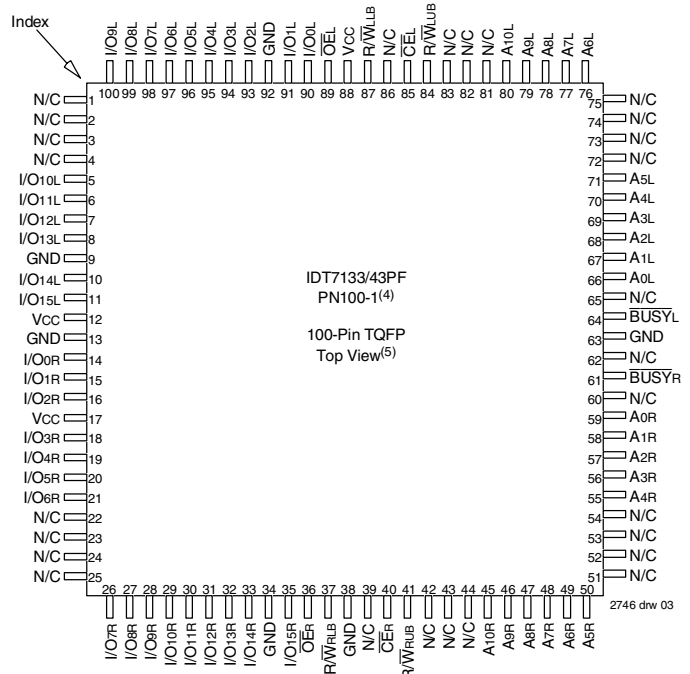 Index
I/O9L
I/O8L
I/O7L
I/O6L
I/O5L
I/O4L
I/O3L
I/O2L
GND
I/O1L
I/O0L
OEL
VCC
R/WLLB
N/C
CEL
R/WLUB
N/C
N/C
N/C
A10L
A9L
A8L
A7L
A6L
100 99 98 97 96 95 94 93 92 91 90 89 88 87 86 85 84 83 82 81 80 79 78 77 76
N/C 1
N/C 2
N/C 3
N/C 4
I/O10L 5
I/O11L 6
I/O12L 7
I/O13L 8
GND 9
I/O14L 10
I/O15L 11
VCC 12
GND 13
I/O0R 14
I/O1R 15
I/O2R 16
VCC 17
I/O3R 18
I/O4R 19
I/O5R 20
I/O6R 21
N/C 22
N/C 23
N/C 24
N/C 25
IDT7133/43PF
PN100-1(4)
100-Pin TQFP
Top View(5)
75 N/C
74 N/C
73 N/C
72 N/C
71 A5L
70 A4L
69 A3L
68 A2L
67 A1L
66 A0L
65 N/C
64 BUSYL
63 GND
62 N/C
61 BUSYR
60 N/C
59 A0R
58 A1R
57 A2R
56 A3R
55 A4R
54 N/C
53 N/C
52 N/C
51 N/C
26 27 28 29 30 31 32 33 34 35 36 37 38 39 40 41 42 43 44 45 46 47 48 49 50
I/O7R
I/O8R
I/O9R
I/O10R
I/O11R
I/O12R
I/O13R
I/O14R
GND
I/O15R
OER
R/WRLB
GND
N/C
CER
R/WRUB
N/C
N/C
N/C
A10R
A9R
A8R
A7R
A6R
A5R
2746 drw 03